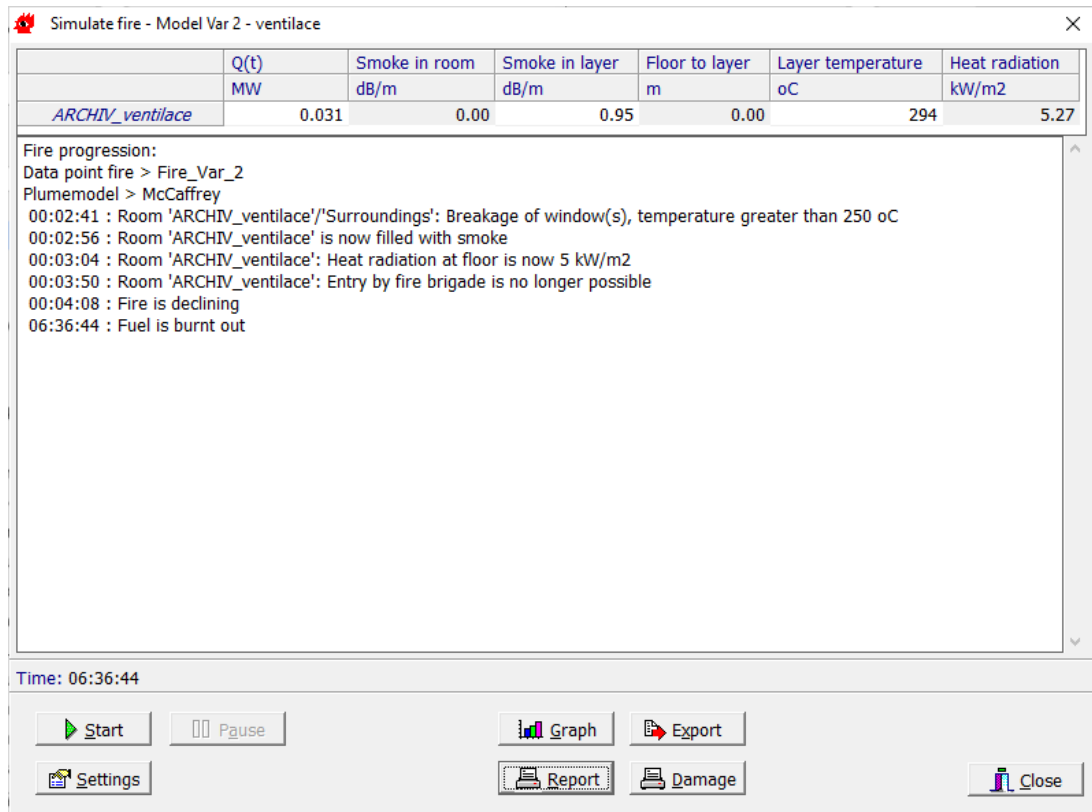 Simulate fire - Model Var 2 - ventilace
Q(t) Smoke in room Smoke in layer Floor to layer Layer temperature Heat radiation
MW dB/m dB/m m oC kW/m2
ARCHIV_ventilace 0.031 0.00 0.95 0.00 294 5.27
Fire progression:
Data point fire > Fire_Var_2
Plumemodel > McCaffrey
00:02:41 : Room 'ARCHIV_ventilace'/'Surroundings': Breakage of window(s), temperature greater than 250 oC
00:02:56 : Room 'ARCHIV_ventilace' is now filled with smoke
00:03:04 : Room 'ARCHIV_ventilace': Heat radiation at floor is now 5 kW/m2
00:03:50 : Room 'ARCHIV_ventilace': Entry by fire brigade is no longer possible
00:04:08 : Fire is declining
06:36:44 : Fuel is burnt out
Time: 06:36:44
Start Pause Graph Export
Settings Report Damage Close